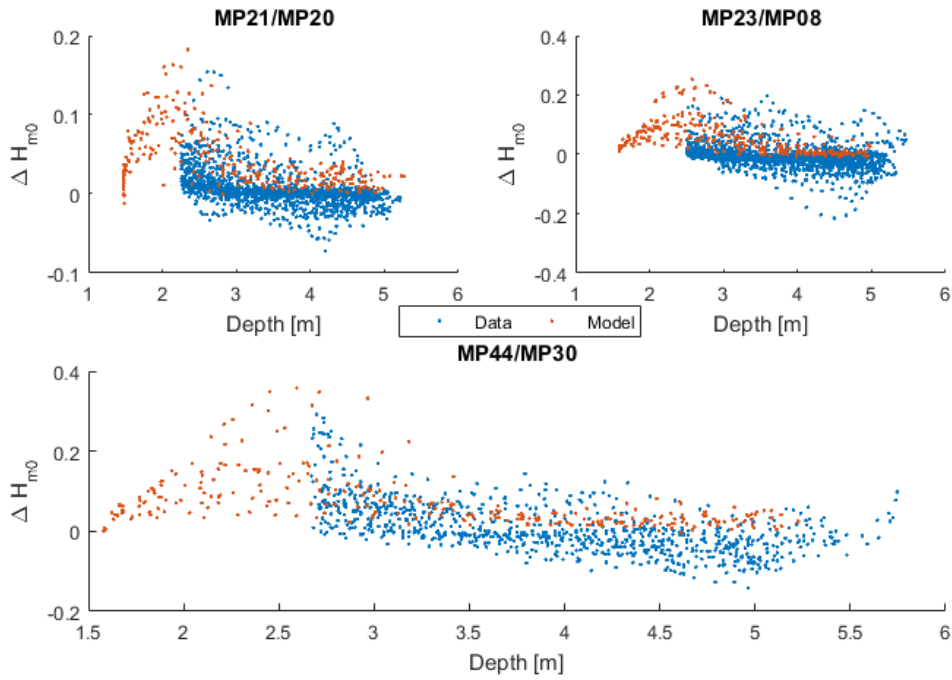 MP21/MP20
0.2
0.1
0
-0.1
Δ H_m0
1 2 3 4 5 6
Depth [m]
MP23/MP08
0.4
0.2
0
-0.2
-0.4
Δ H_m0
1 2 3 4 5 6
Depth [m]
Data Model
MP44/MP30
0.4
0.2
0
-0.2
Δ H_m0
1.5 2 2.5 3 3.5 4 4.5 5 5.5 6
Depth [m]